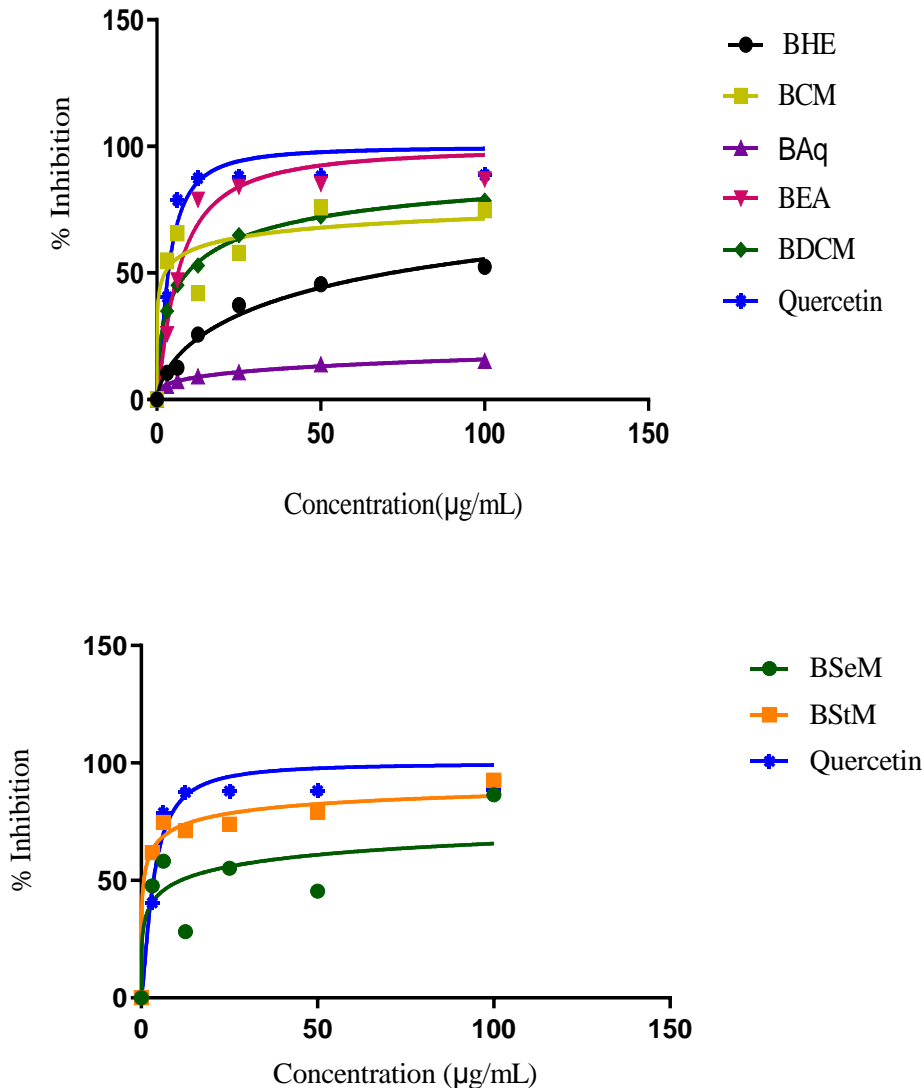 150
100
50
0
% Inhibition
0 50 100 150
Concentration(μg/mL)
BHE
BCM
BAq
BEA
BDCM
Quercetin
150
100
50
0
% Inhibition
0 50 100 150
Concentration (μg/mL)
BSeM
BStM
Quercetin